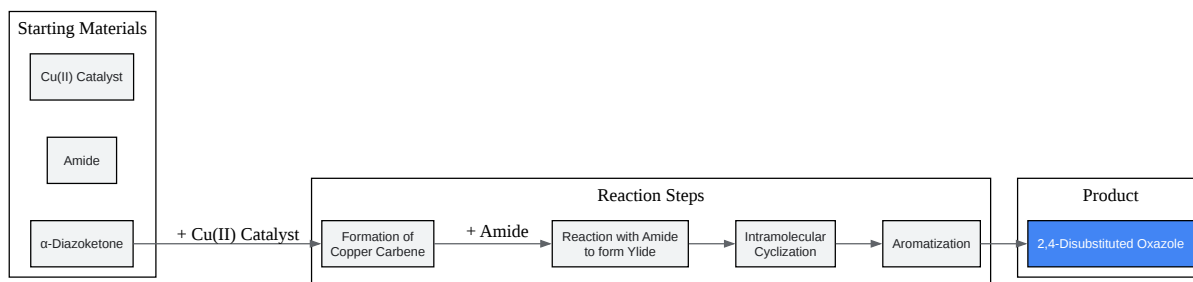 Starting Materials
Cu(II) Catalyst
Amide
α-Diazoketone
+ Cu(II) Catalyst
Reaction Steps
Formation of
Copper Carbene
+ Amide
Reaction with Amide
to form Ylide
Intramolecular
Cyclization
Aromatization
Product
2,4-Disubstituted Oxazole